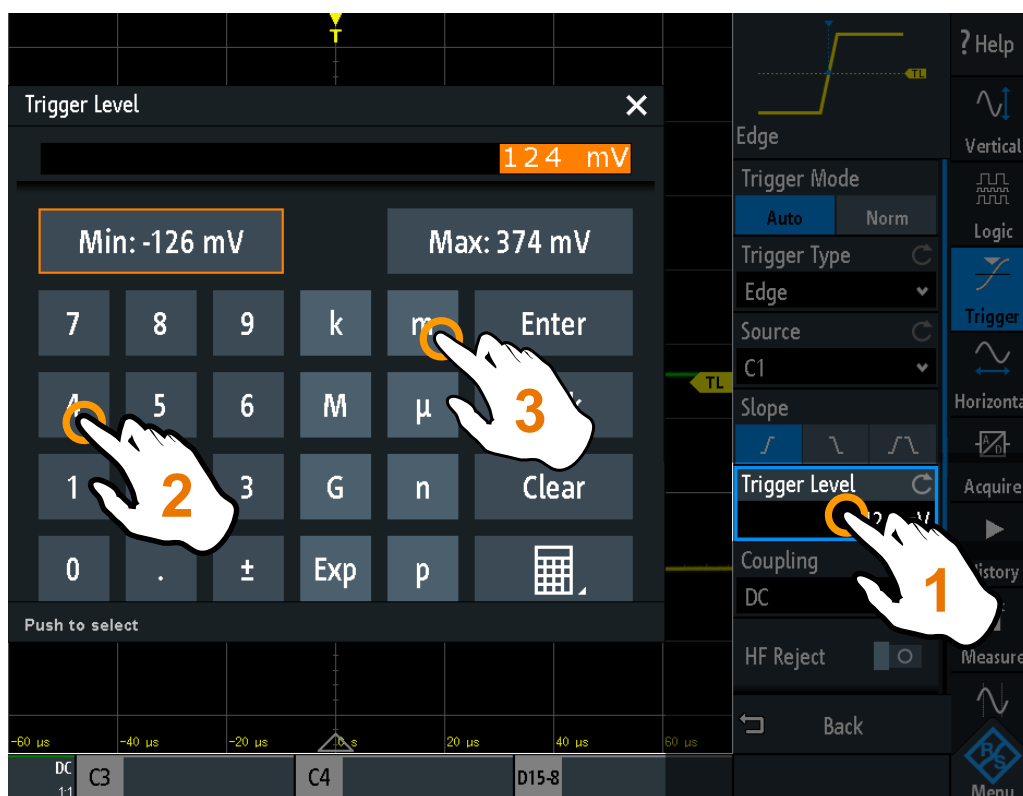 T
TL
? Help
Trigger Level
124 mV
Min: -126 mV
Max: 374 mV
7 8 9 k m Enter
4 5 6 M µ
1 3 G n Clear
0 . ± Exp p
Push to select
1
2
3
TL
Edge
Trigger Mode
Auto Norm
Trigger Type
Edge
Source
C1
Slope
Trigger Level
Coupling
DC
HF Reject
Back
Vertical
Logic
Trigger
Horizonta
A
D
Acquire
History
Measure
R
S
Menu
-60 µs -40 µs -20 µs 0 s 20 µs 40 µs 60 µs
DC
1:1
C3 C4 D15-8